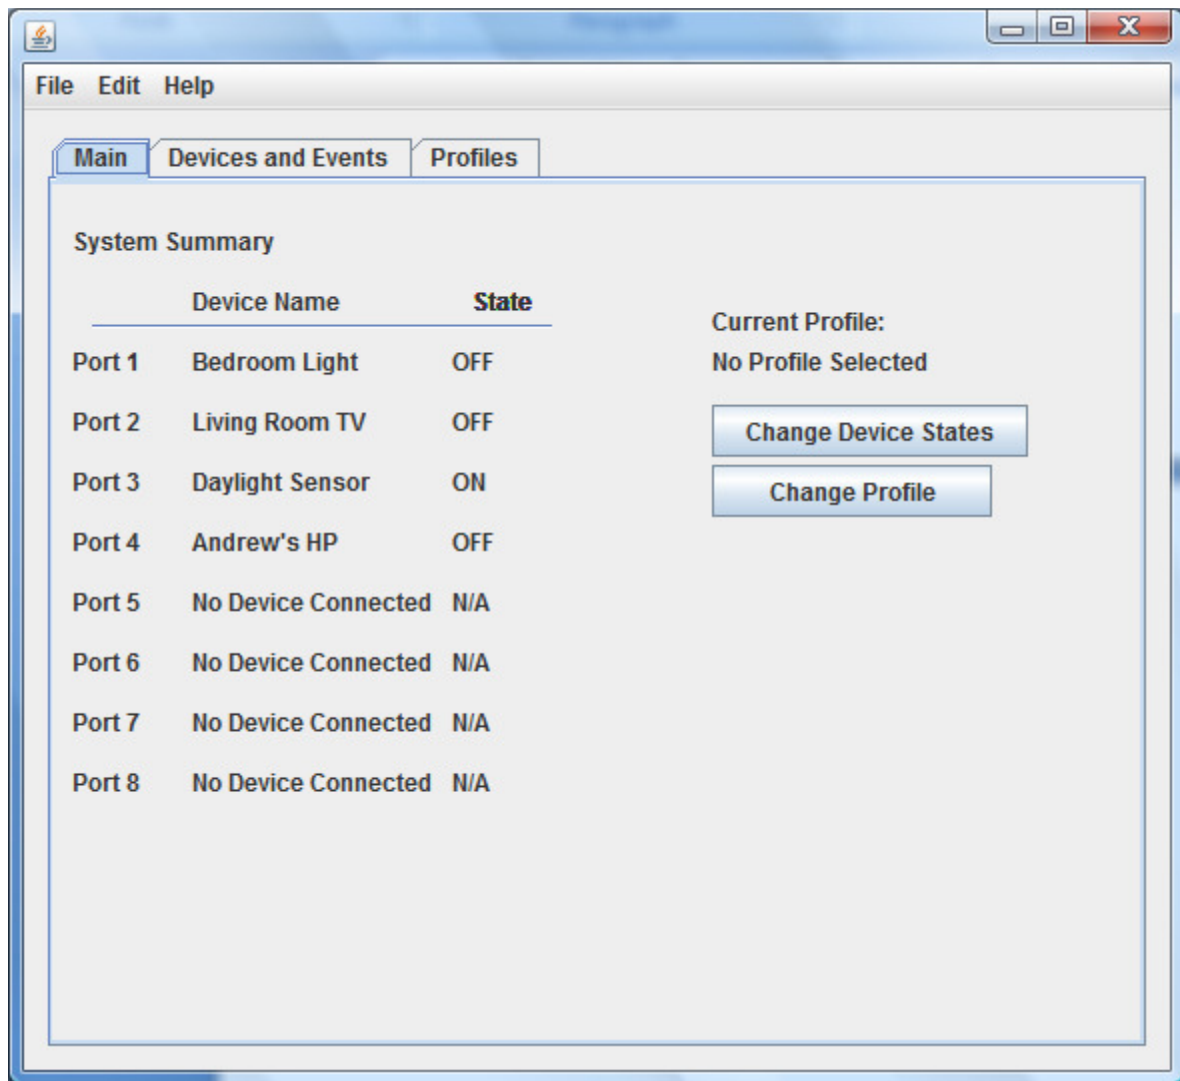 File Edit Help
Main Devices and Events Profiles
System Summary
Device Name State
Port 1 Bedroom Light OFF
Port 2 Living Room TV OFF
Port 3 Daylight Sensor ON
Port 4 Andrew's HP OFF
Port 5 No Device Connected N/A
Port 6 No Device Connected N/A
Port 7 No Device Connected N/A
Port 8 No Device Connected N/A
Current Profile:
No Profile Selected
Change Device States
Change Profile